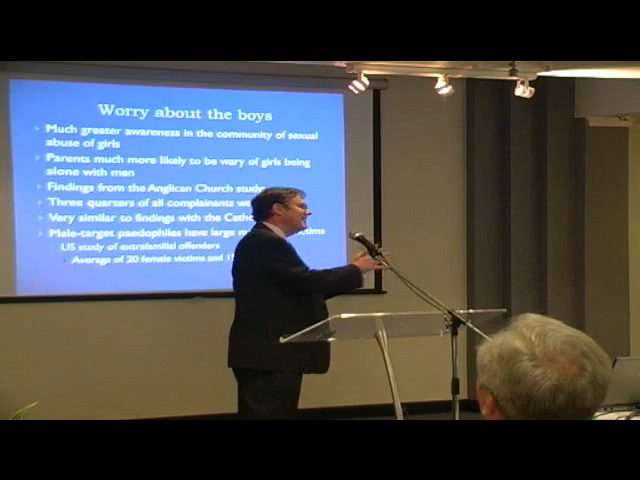 Worry about the boys
Much greater awareness in the community of sexual
abuse of girls
Parents much more likely to be wary of girls being
alone with men
Findings from the Anglican Church study
Three quarters of all complainants
Very similar to findings with the
Male-target paedophiles have large
US study of extrafamilial offenders
Average of 20 female victims and